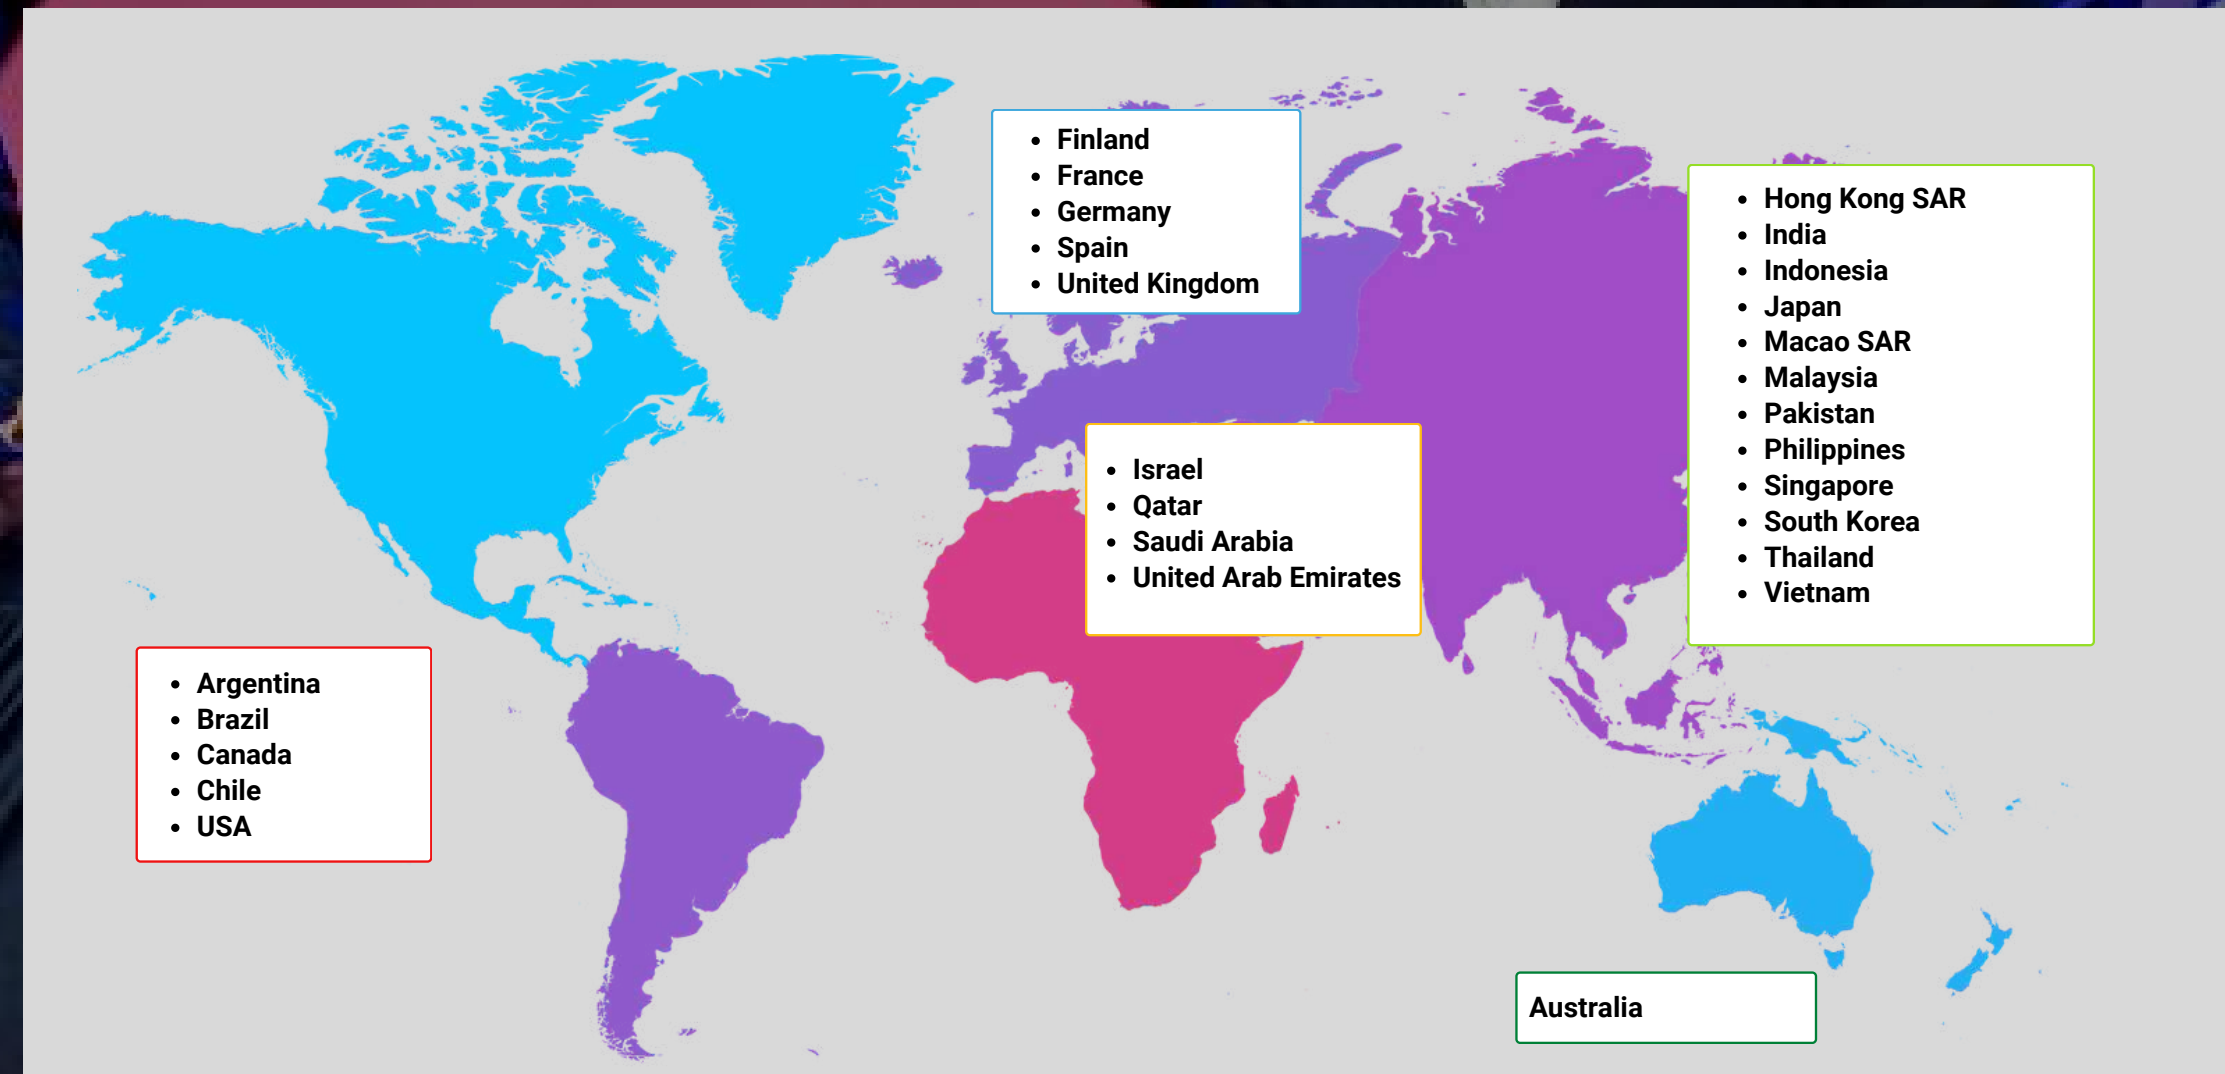 Finland
France
Germany
Spain
United Kingdom
Hong Kong SAR
India
Indonesia
Japan
Macao SAR
Malaysia
Pakistan
Philippines
Singapore
South Korea
Thailand
Vietnam
Israel
Qatar
Saudi Arabia
United Arab Emirates
Argentina
Brazil
Canada
Chile
USA
Australia